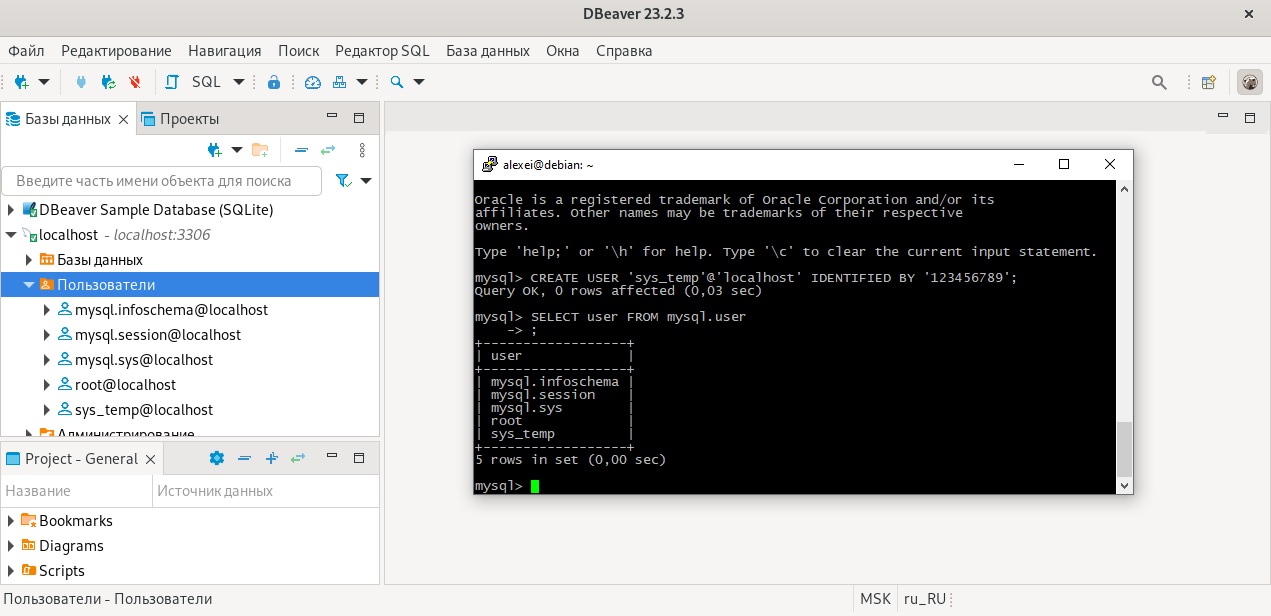 DBeaver 23.2.3
Файл Редактирование Навигация Поиск Редактор SQL База данных Окна Справка
SQL
Базы данных Проекты
Введите часть имени объекта для поиска
DBeaver Sample Database (SQLite)
localhost - localhost:3306
Базы данных
Пользователи
mysql.infoschema@localhost
mysql.session@localhost
mysql.sys@localhost
root@localhost
sys_temp@localhost
Администрирование
Project - General
Название Источник данных
Bookmarks
Diagrams
Scripts
alexei@debian: ~
Oracle is a registered trademark of Oracle Corporation and/or its
affiliates. Other names may be trademarks of their respective
owners.
Type 'help;' or '\h' for help. Type '\c' to clear the current input statement.
mysql> CREATE USER 'sys_temp'@'localhost' IDENTIFIED BY '123456789';
Query OK, 0 rows affected (0,03 sec)
mysql> SELECT user FROM mysql.user
-> ;
+------------------+
| user             |
+------------------+
| mysql.infoschema |
| mysql.session    |
| mysql.sys        |
| root             |
| sys_temp         |
+------------------+
5 rows in set (0,00 sec)
mysql>
Пользователи - Пользователи MSK ru_RU